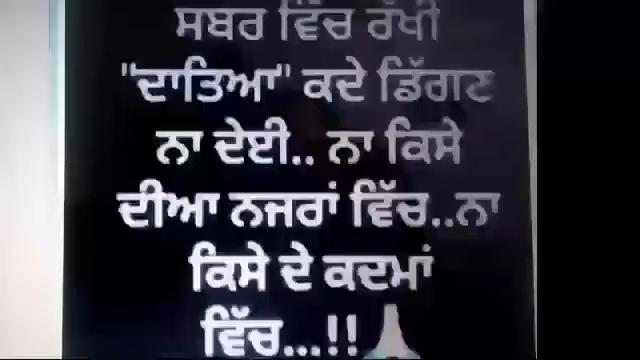 ਸਬਰ ਵਿੱਚ ਰੱਖੀ
"ਦਾਤਿਆ" ਕਦੇ ਡਿੱਗਣ
ਨਾ ਦੇਈ.. ਨਾ ਕਿਸੇ
ਦੀਆ ਨਜਰਾਂ ਵਿੱਚ..ਨਾ
ਕਿਸੇ ਦੇ ਕਦਮਾਂ
ਵਿੱਚ...!!